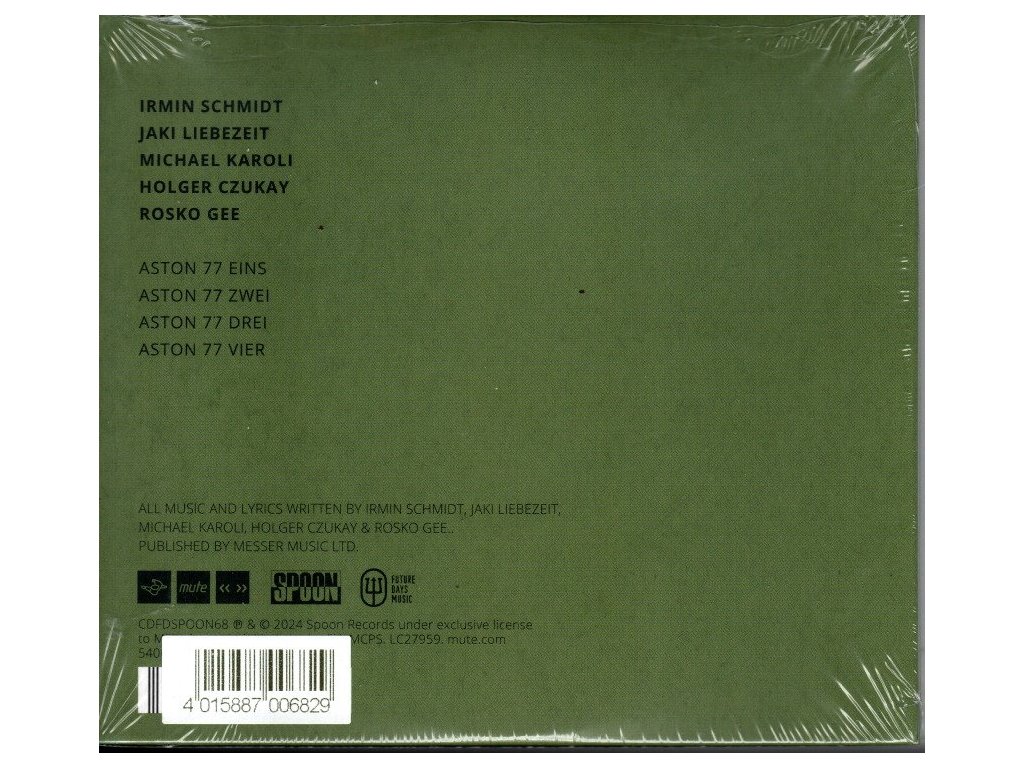 IRMIN SCHMIDT
JAKI LIEBEZEIT
MICHAEL KAROLI
HOLGER CZUKAY
ROSKO GEE
ASTON 77 EINS
ASTON 77 ZWEI
ASTON 77 DREI
ASTON 77 VIER
ALL MUSIC AND LYRICS WRITTEN BY IRMIN SCHMIDT, JAKI LIEBEZEIT,
MICHAEL KAROLI, HOLGER CZUKAY & ROSKO GEE..
PUBLISHED BY MESSER MUSIC LTD.
mute « » SPOON FUTURE
DAYS
MUSIC
CDFDSPOON68 ℗ & © 2024 Spoon Records under exclusive license
to MCPS. LC27959. mute.com
540
4 015887 006829